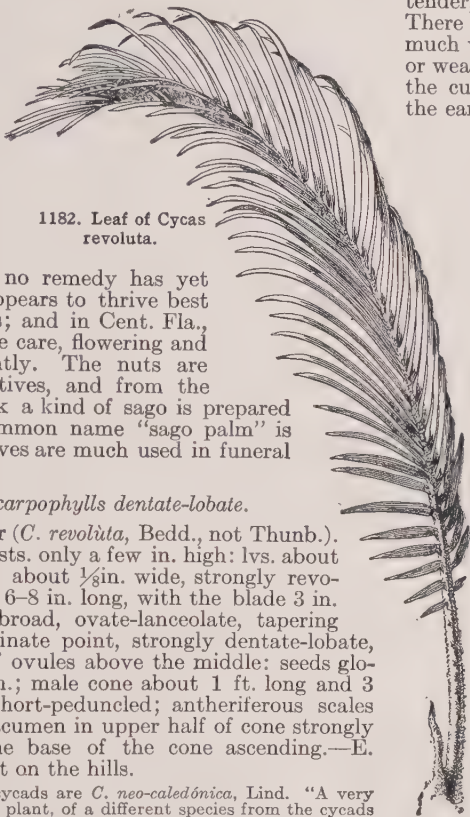 tender,
There
much
or wea
the cu
the ear
1182. Leaf of Cycas
revoluta.
no remedy has yet
ppears to thrive best
s; and in Cent. Fla.,
e care, flowering and
ntly. The nuts are
tives, and from the
k a kind of sago is prepared
mmon name "sago palm" is
ves are much used in funeral
carpophylls dentate-lobate.
r (C. revolùta, Bedd., not Thunb.).
sts. only a few in. high: lvs. about
about ⅛in. wide, strongly revo-
6-8 in. long, with the blade 3 in.
broad, ovate-lanceolate, tapering
inate point, strongly dentate-lobate,
ovules above the middle: seeds glo-
n.; male cone about 1 ft. long and 3
hort-peduncled; antheriferous scales
cumen in upper half of cone strongly
ne base of the cone ascending.—E.
t on the hills.
ycads are C. neo-caledónica, Lind. "A very
plant, of a different species from the cycads